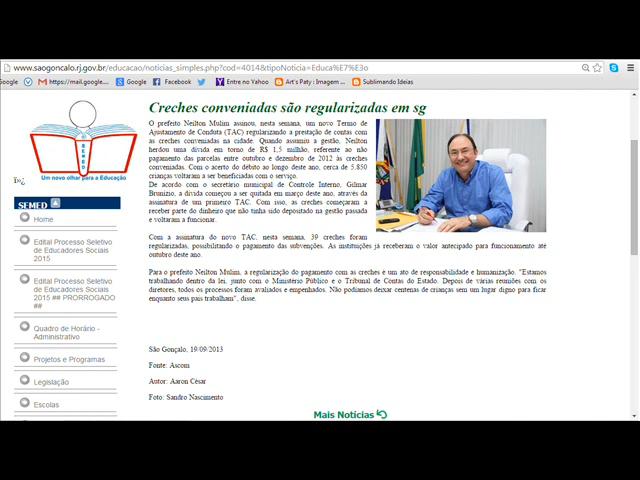 www.saogoncalo.rj.gov.br/educacao/noticias_simples.php?cod=4014&tipoNoticia=Educa%E7%E3o
Google
https://mail.google....
Google
Facebook
Entre no Yahoo
Art's Paty : Imagem ...
Sublimando Ideias
SEMED
Um novo olhar para a Educação
ï»¿
SEMED
Home
Edital Processo Seletivo
de Educadores Sociais
2015
Edital Processo Seletivo
de Educadores Sociais
2015 ## PRORROGADO
##
Quadro de Horário -
Administrativo
Projetos e Programas
Legislação
Escolas
Creches conveniadas são regularizadas em sg
O prefeito Neilton Mulim assinou, nesta semana, um novo Termo de
Ajustamento de Conduta (TAC) regularizando a prestação de contas com
as creches conveniadas na cidade. Quando assumiu a gestão, Neilton
herdou uma dívida em torno de R$ 1,5 milhão, referente ao não
pagamento das parcelas entre outubro e dezembro de 2012 às creches
conveniadas. Com o acerto do débito ao longo deste ano, cerca de 5.850
crianças voltaram a ser beneficiadas com o serviço.
De acordo com o secretário municipal de Controle Interno, Gilmar
Brunízio, a dívida começou a ser quitada em março deste ano, através da
assinatura de um primeiro TAC. Com isso, as creches começaram a
receber parte do dinheiro que não tinha sido depositado na gestão passada
e voltaram a funcionar.
Com a assinatura do novo TAC, nesta semana, 39 creches foram
regularizadas, possibilitando o pagamento das subvenções. As instituições já receberam o valor antecipado para funcionamento até
outubro deste ano.
Para o prefeito Neilton Mulim, a regularização do pagamento com as creches é um ato de responsabilidade e humanização. "Estamos
trabalhando dentro da lei, junto com o Ministério Público e o Tribunal de Contas do Estado. Depois de várias reuniões com os
diretores, todos os processos foram avaliados e empenhados. Não podíamos deixar centenas de crianças sem um lugar digno para ficar
enquanto seus pais trabalham", disse.
São Gonçalo, 19/09/2013
Fonte: Ascom
Autor: Aaron César
Foto: Sandro Nascimento
Mais Notícias